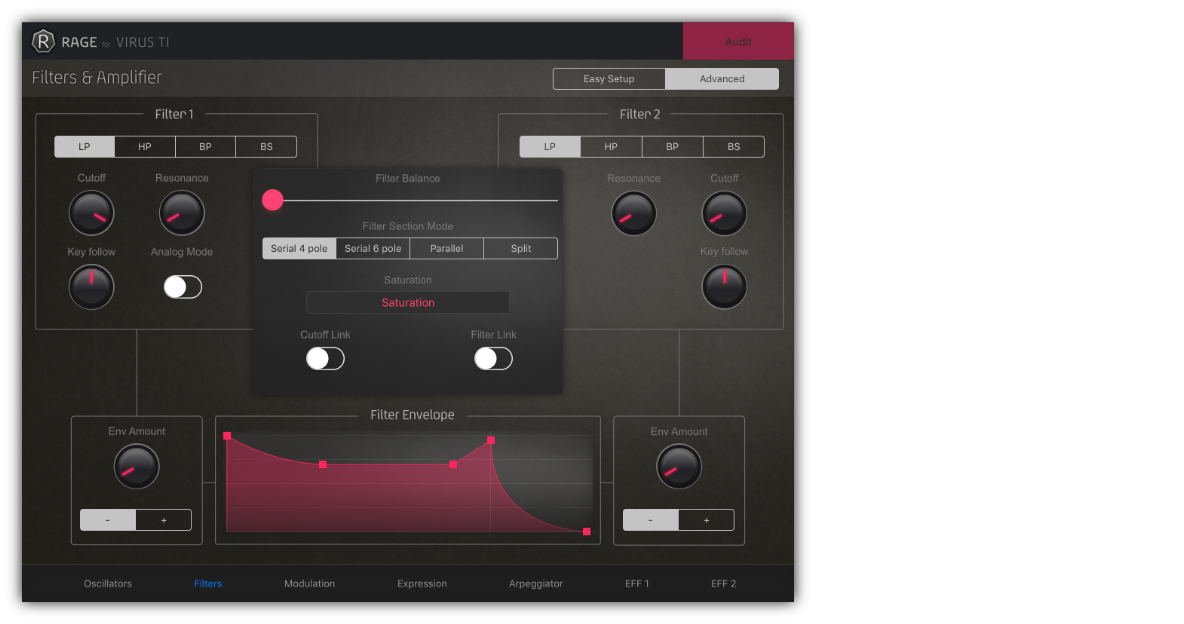 R RAGE for VIRUS TI
Audit
Filters & Amplifier
Easy Setup Advanced
Filter 1
LP HP BP BS
Cutoff Resonance
Key follow Analog Mode
Filter 2
LP HP BP BS
Resonance Cutoff
Key follow
Filter Balance
Filter Section Mode
Serial 4 pole Serial 6 pole Parallel Split
Saturation
Saturation
Cutoff Link Filter Link
Env Amount
- +
Filter Envelope
Env Amount
- +
Oscillators Filters Modulation Expression Arpeggiator EFF 1 EFF 2